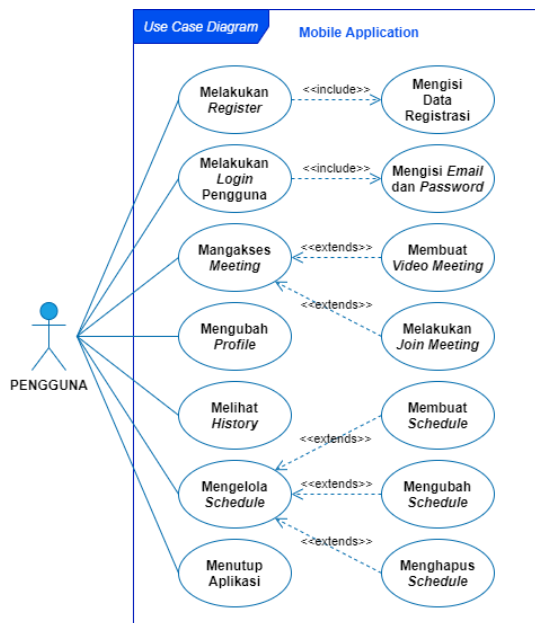 Use Case Diagram
Mobile Application
Melakukan
Register
<<include>>
Mengisi
Data
Registrasi
Melakukan
Login
Pengguna
<<include>>
Mengisi Email
dan Password
Mangakses
Meeting
<<extends>>
Membuat
Video Meeting
<<extends>>
Melakukan
Join Meeting
PENGGUNA
Mengubah
Profile
Melihat
History
Membuat
Schedule
<<extends>>
Mengelola
Schedule
<<extends>>
Mengubah
Schedule
<<extends>>
Menutup
Aplikasi
Menghapus
Schedule